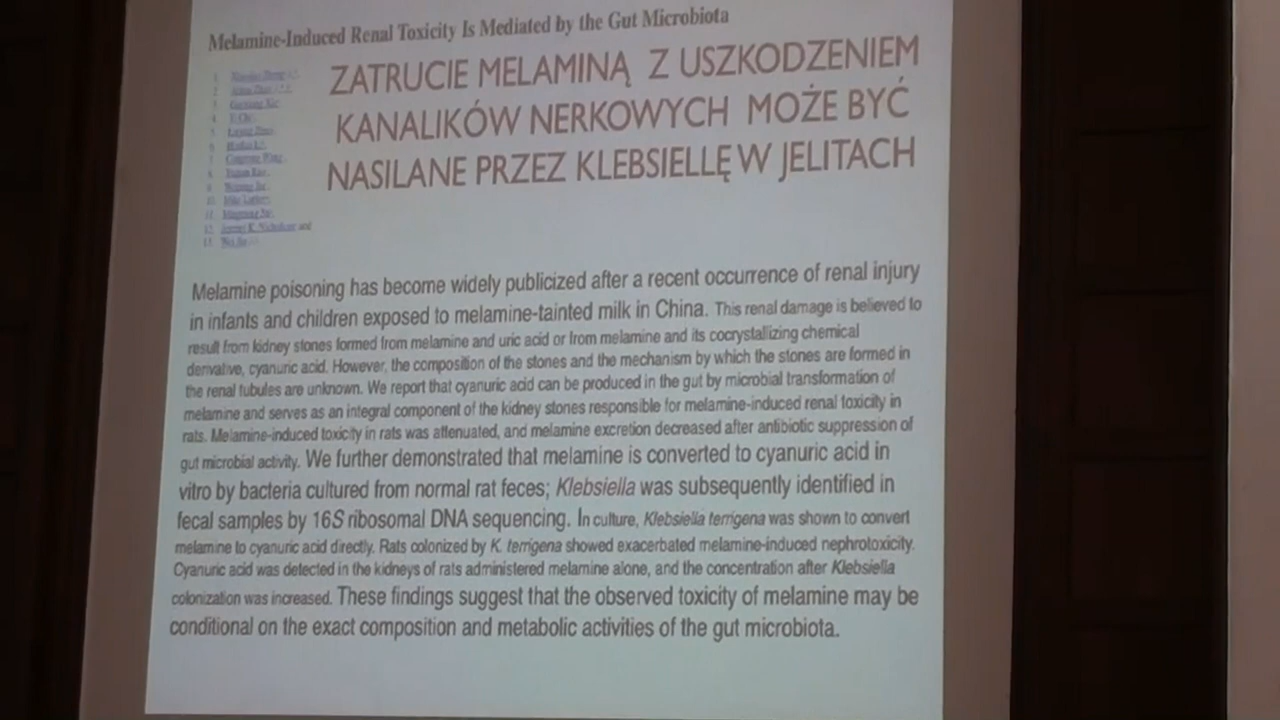 Melamine-Induced Renal Toxicity Is Mediated by the Gut Microbiota
ZATRUCIE MELAMINĄ Z USZKODZENIEM
KANALIKÓW NERKOWYCH MOŻE BYĆ
NASILANE PRZEZ KLEBSIELLĘ W JELITACH
and
Melamine poisoning has become widely publicized after a recent occurrence of renal injury
in infants and children exposed to melamine-tainted milk in China. This renal damage is believed to
result from kidney stones formed from melamine and uric acid or from melamine and its cocrystallizing chemical
derivative, cyanuric acid. However, the composition of the stones and the mechanism by which the stones are formed in
the renal tubules are unknown. We report that cyanuric acid can be produced in the gut by microbial transformation of
melamine and serves as an integral component of the kidney stones responsible for melamine-induced renal toxicity in
rats. Melamine-induced toxicity in rats was attenuated, and melamine excretion decreased after antibiotic suppression of
gut microbial activity. We further demonstrated that melamine is converted to cyanuric acid in
vitro by bacteria cultured from normal rat feces; Klebsiella was subsequently identified in
fecal samples by 16S ribosomal DNA sequencing. In culture, Klebsiella terrigena was shown to convert
melamine to cyanuric acid directly. Rats colonized by K. terrigena showed exacerbated melamine-induced nephrotoxicity.
Cyanuric acid was detected in the kidneys of rats administered melamine alone, and the concentration after Klebsiella
colonization was increased. These findings suggest that the observed toxicity of melamine may be
conditional on the exact composition and metabolic activities of the gut microbiota.